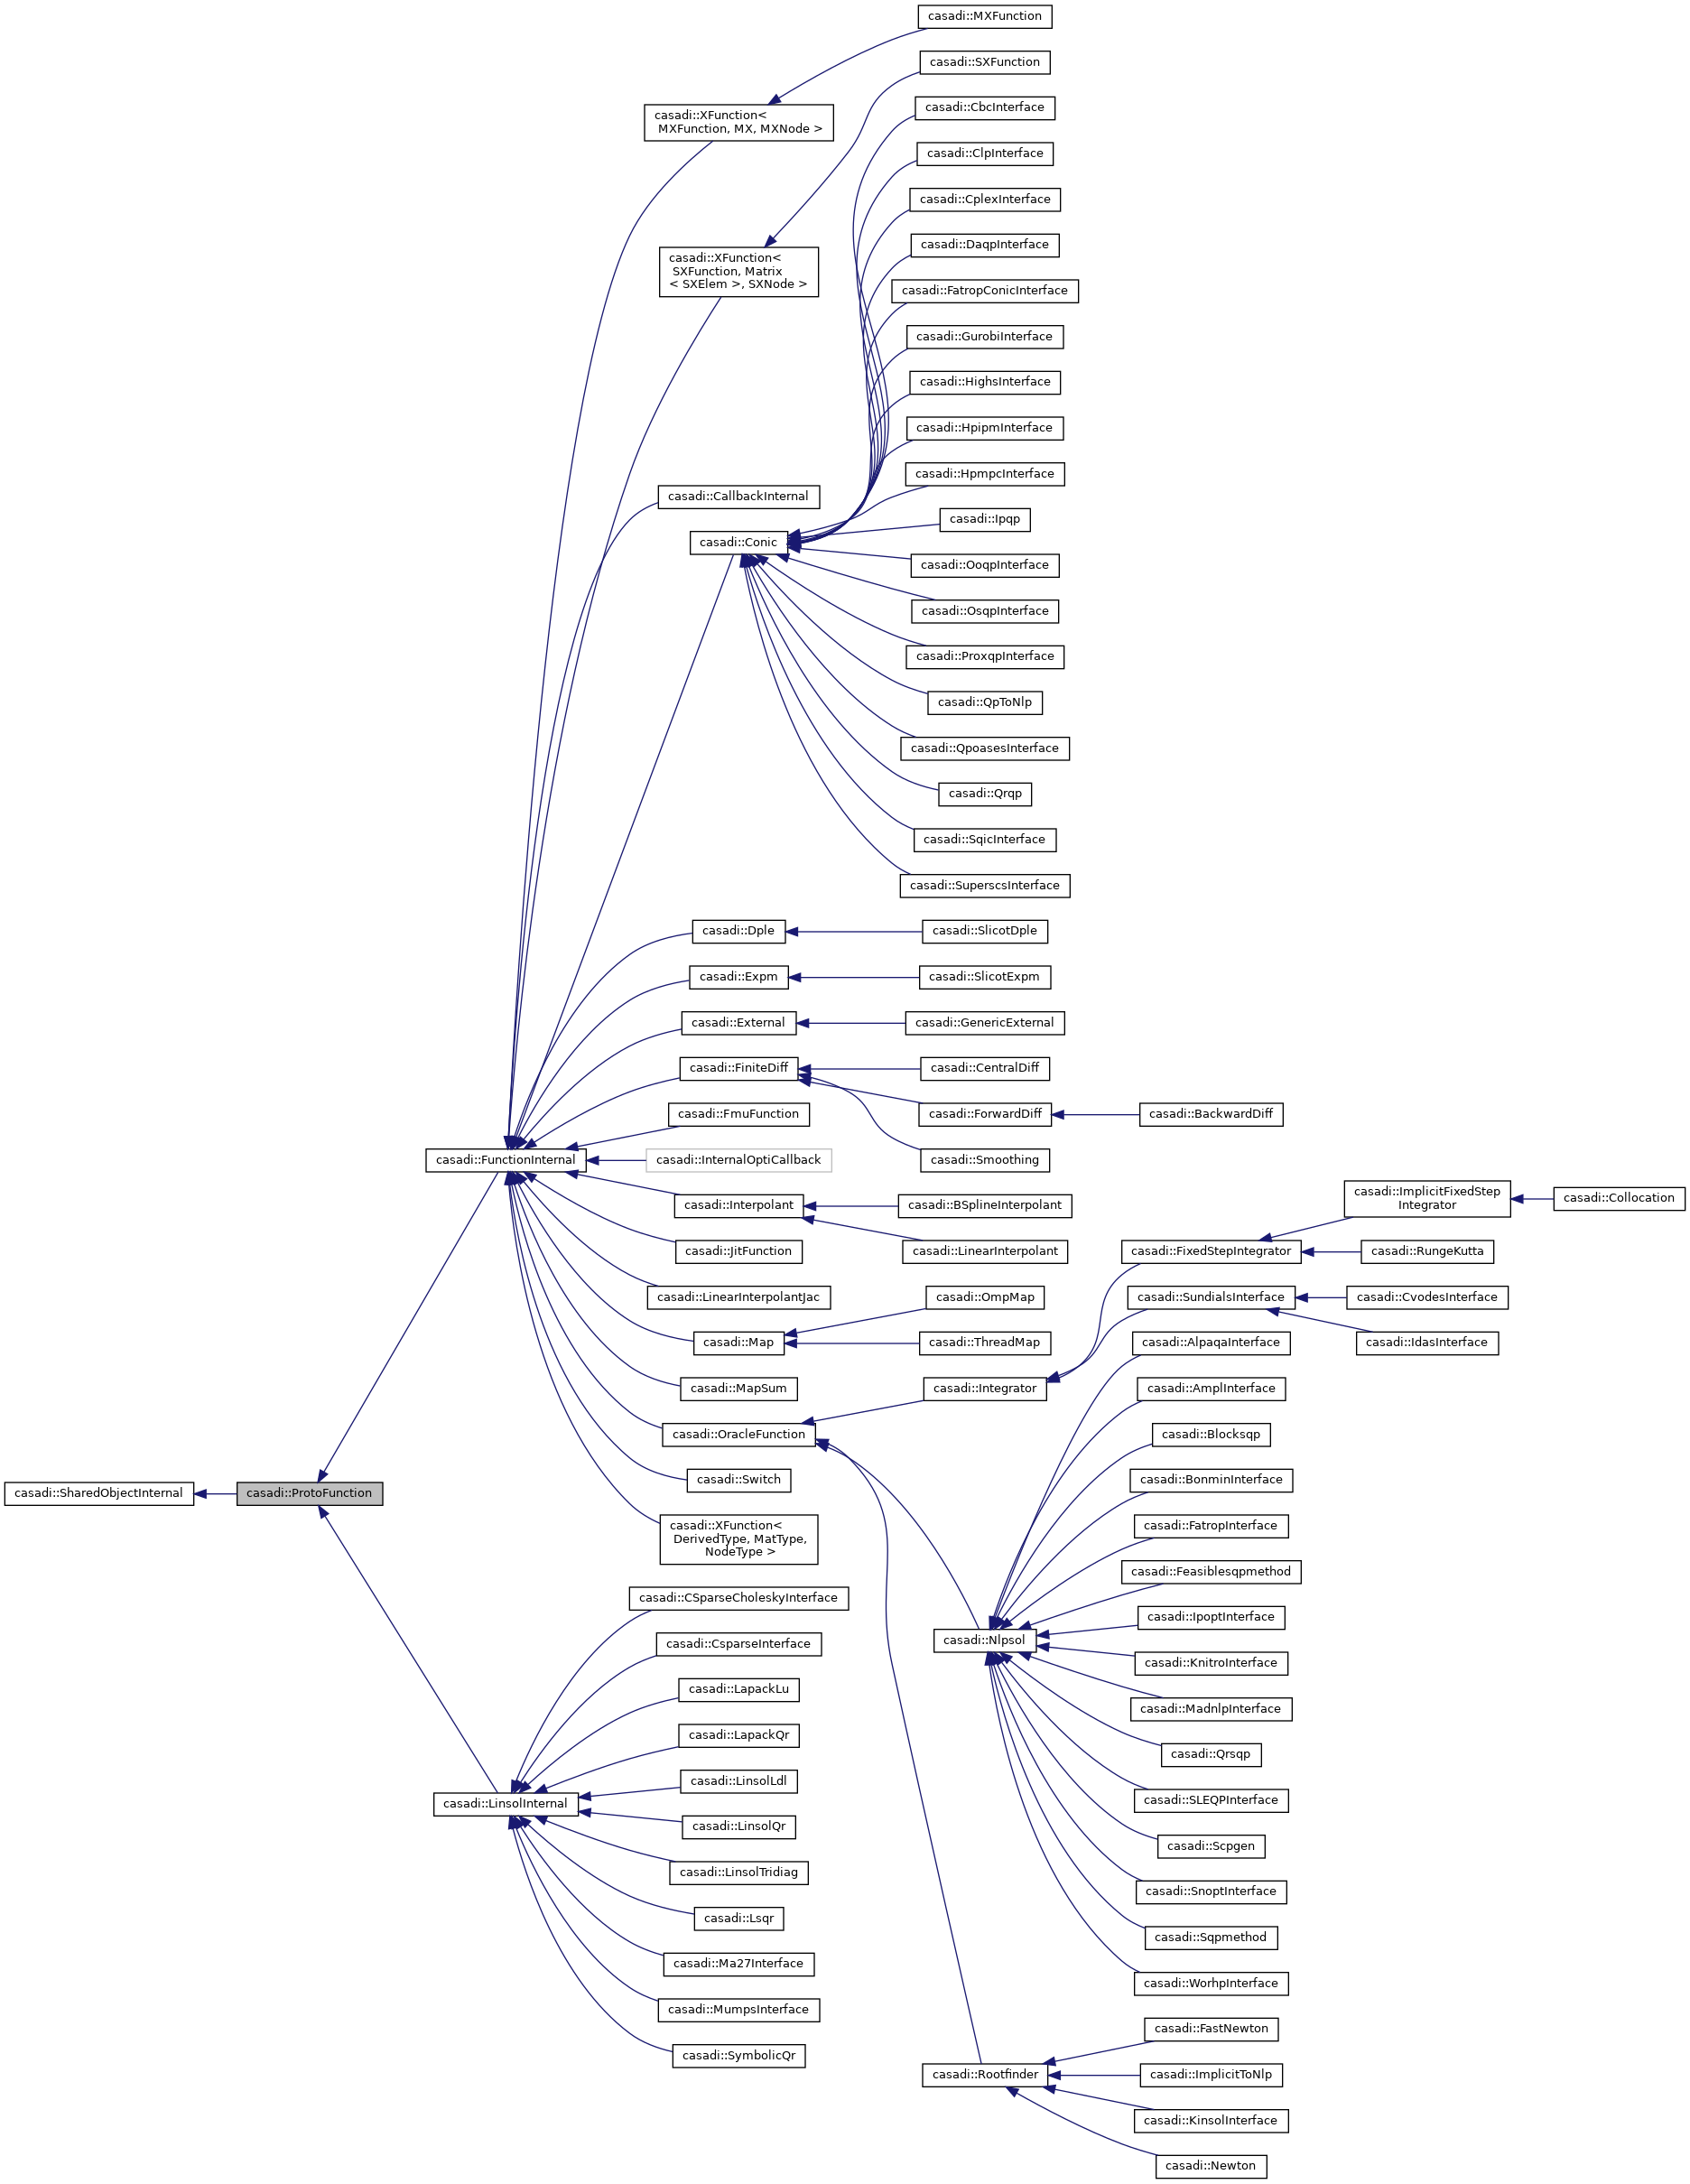 casadi::MXFunction
casadi::SXFunction
casadi::XFunction<
MXFunction, MX, MXNode >
casadi::CbcInterface
casadi::ClpInterface
casadi::CplexInterface
casadi::DaqpInterface
casadi::XFunction<
SXFunction, Matrix
< SXElem >, SXNode >
casadi::FatropConicInterface
casadi::GurobiInterface
casadi::HighsInterface
casadi::HpipmInterface
casadi::HpmpcInterface
casadi::CallbackInternal
casadi::Ipqp
casadi::Conic
casadi::OoqpInterface
casadi::OsqpInterface
casadi::ProxqpInterface
casadi::QpToNlp
casadi::QpoasesInterface
casadi::Qrqp
casadi::SqicInterface
casadi::SuperscsInterface
casadi::Dple
casadi::SlicotDple
casadi::Expm
casadi::SlicotExpm
casadi::External
casadi::GenericExternal
casadi::FiniteDiff
casadi::CentralDiff
casadi::FmuFunction
casadi::ForwardDiff
casadi::BackwardDiff
casadi::FunctionInternal
casadi::InternalOptiCallback
casadi::Smoothing
casadi::Interpolant
casadi::BSplineInterpolant
casadi::ImplicitFixedStep
Integrator
casadi::Collocation
casadi::JitFunction
casadi::LinearInterpolant
casadi::FixedStepIntegrator
casadi::RungeKutta
casadi::LinearInterpolantJac
casadi::OmpMap
casadi::SundialsInterface
casadi::CvodesInterface
casadi::Map
casadi::ThreadMap
casadi::AlpaqaInterface
casadi::IdasInterface
casadi::MapSum
casadi::Integrator
casadi::AmplInterface
casadi::OracleFunction
casadi::Blocksqp
casadi::Switch
casadi::BonminInterface
casadi::SharedObjectInternal
casadi::ProtoFunction
casadi::XFunction<
DerivedType, MatType,
NodeType >
casadi::FatropInterface
casadi::Feasiblesqpmethod
casadi::CSparseCholeskyInterface
casadi::IpoptInterface
casadi::CsparseInterface
casadi::Nlpsol
casadi::KnitroInterface
casadi::LapackLu
casadi::MadnlpInterface
casadi::LapackQr
casadi::Qrsqp
casadi::LinsolLdl
casadi::LinsolInternal
casadi::SLEQPInterface
casadi::LinsolQr
casadi::Scpgen
casadi::LinsolTridiag
casadi::SnoptInterface
casadi::Lsqr
casadi::Sqpmethod
casadi::Ma27Interface
casadi::WorhpInterface
casadi::MumpsInterface
casadi::FastNewton
casadi::SymbolicQr
casadi::Rootfinder
casadi::ImplicitToNlp
casadi::KinsolInterface
casadi::Newton